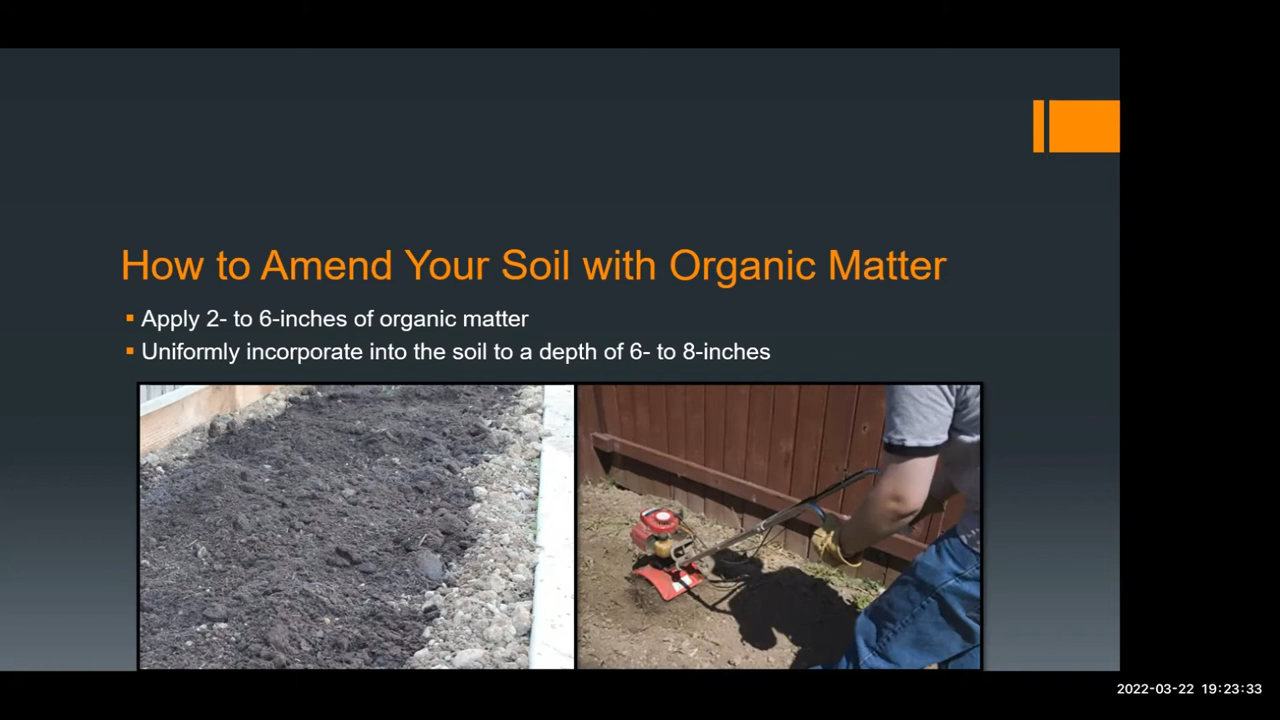 How to Amend Your Soil with Organic Matter
Apply 2- to 6-inches of organic matter
Uniformly incorporate into the soil to a depth of 6- to 8-inches
2022-03-22 19:23:33